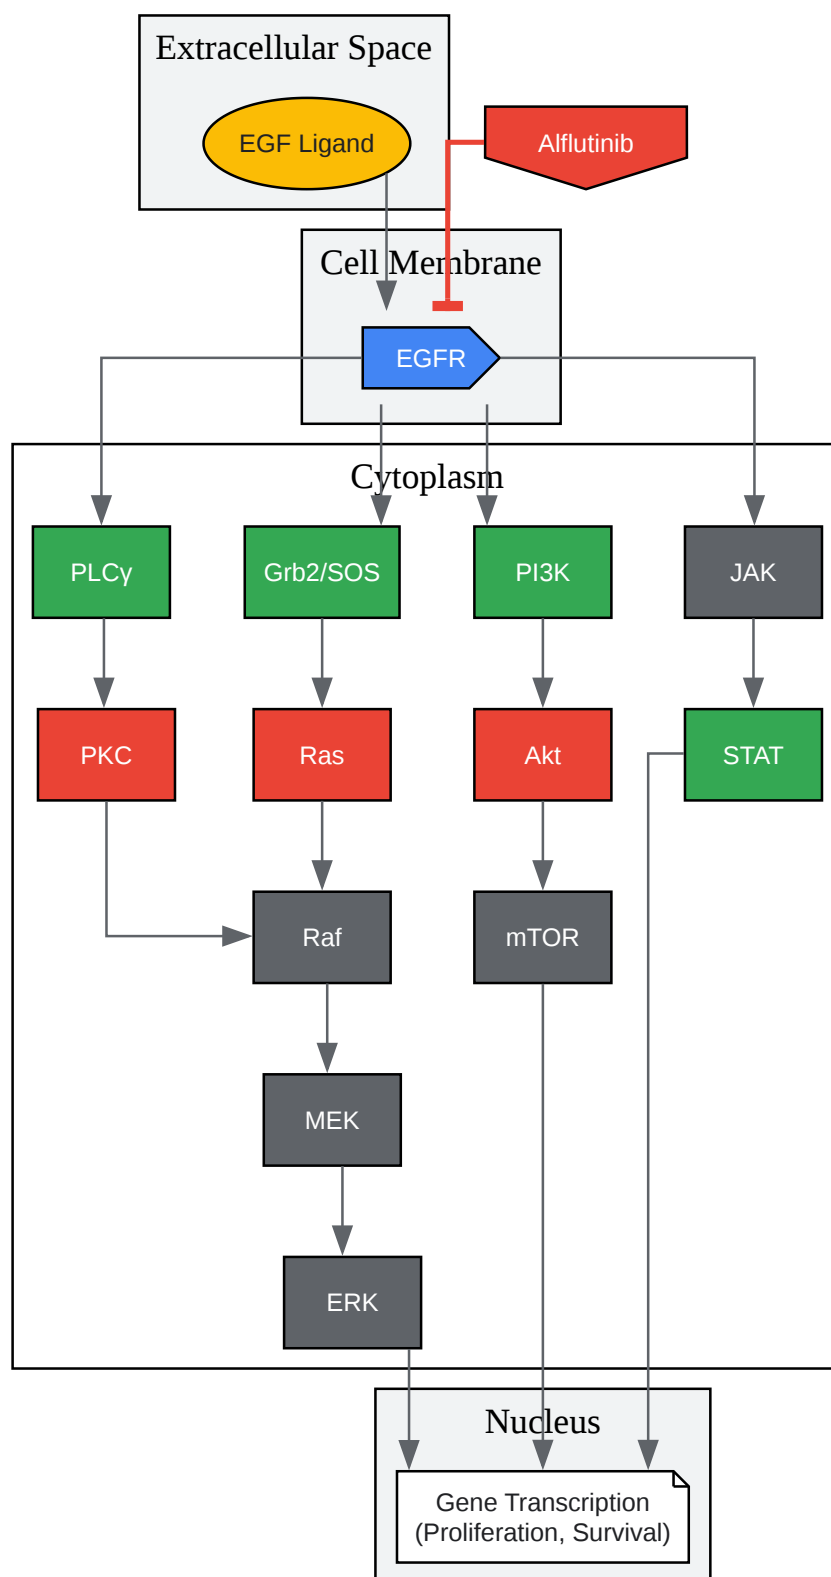 Extracellular Space
EGF Ligand
Alflutinib
Cell Membrane
EGFR
Cytoplasm
PLCγ
Grb2/SOS
PI3K
JAK
PKC
Ras
Akt
STAT
Raf
mTOR
MEK
ERK
Nucleus
Gene Transcription
(Proliferation, Survival)